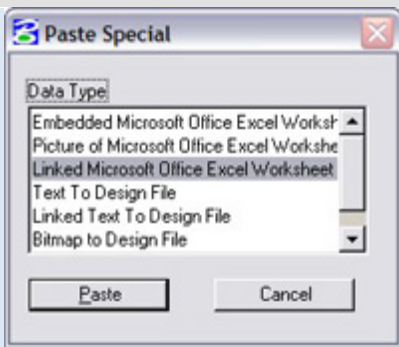 Paste Special
Data Type
Embedded Microsoft Office Excel Worksh
Picture of Microsoft Office Excel Workshe
Linked Microsoft Office Excel Worksheet
Text To Design File
Linked Text To Design File
Bitmap to Design File
Paste
Cancel